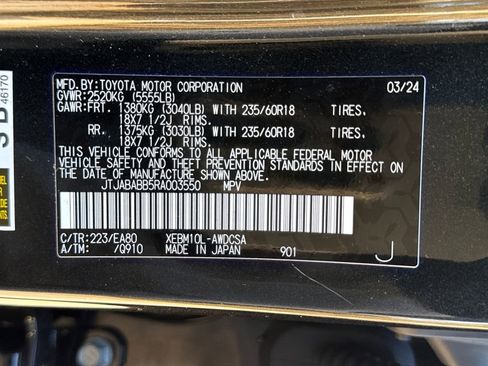 MFD. BY: TOYOTA MOTOR CORPORATION 03/24
GVWR: 2520KG (5555LB)
GAWR: FRT. 1380KG (3040LB) WITH 235/60R18 TIRES.
18X7 1/2J RIMS.
RR. 1375KG (3030LB) WITH 235/60R18 TIRES.
18X7 1/2J RIMS.
THIS VEHICLE CONFORMS TO ALL APPLICABLE FEDERAL MOTOR
VEHICLE SAFETY AND THEFT PREVENTION STANDARDS IN EFFECT ON
THE DATE OF MANUFACTURE SHOWN ABOVE.
JTJABABB5RA003550 MPV
C/TR: 223/EA80 XEBM10L-AWDCSA
A/TM: /Q910 MADE IN JAPAN 901 J
46170